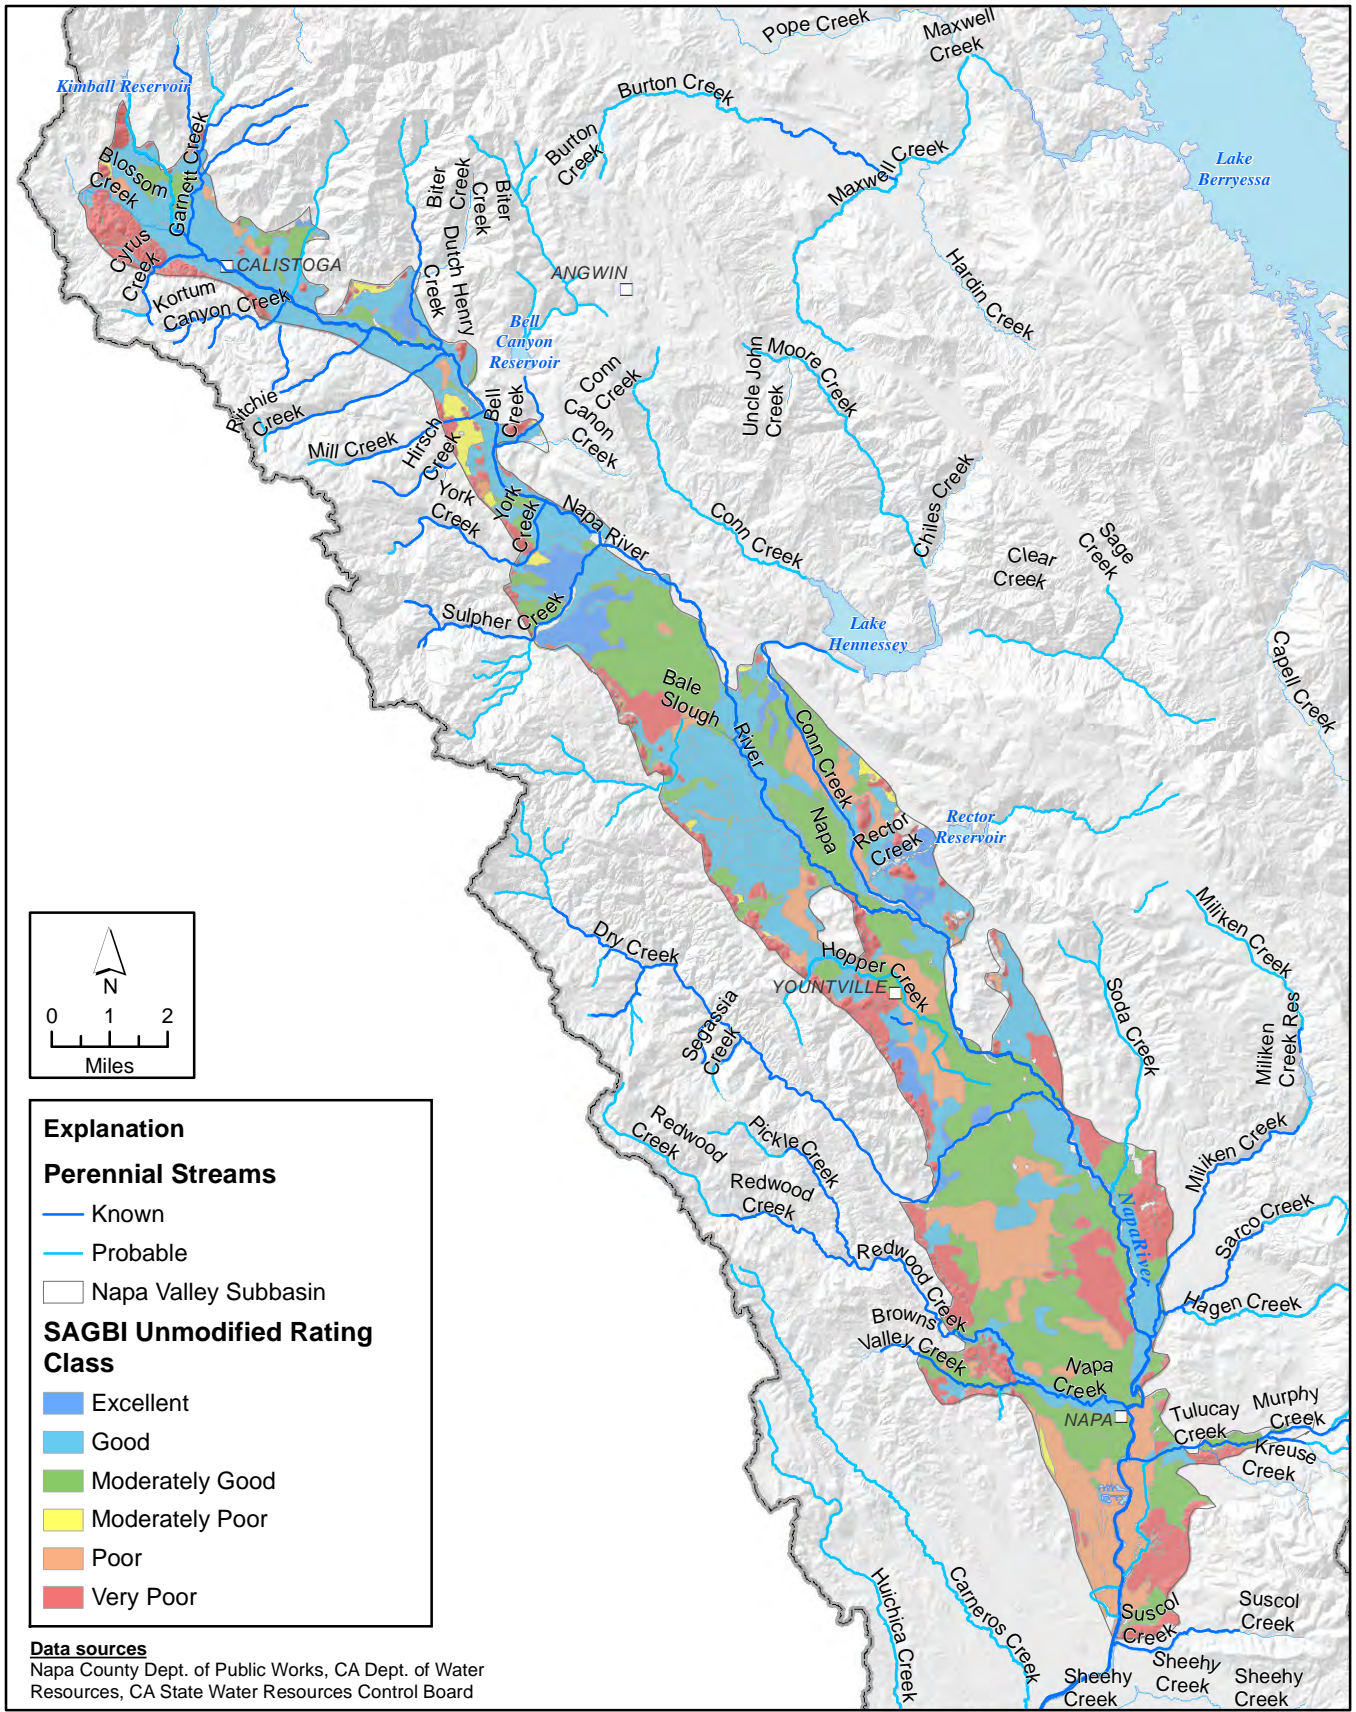 Pope Creek
Maxwell
Creek
Kimball Reservoir
Burton Creek
Burton
Creek
Maxwell Creek
Lake
Berryessa
Garnett Creek
Blossom
Creek
Biter
Creek
Biter
Creek
Cyrus
Creek
CALISTOGA
Dutch Henry
Creek
ANGWIN
Hardin Creek
Kortum
Canyon Creek
Bell
Canyon
Reservoir
Conn
Creek
Uncle John
Creek
Moore Creek
Ritchie
Creek
Bell
Creek
Canon
Creek
Mill Creek
Hirsch
Creek
Chiles Creek
York
Creek
York
Creek
Napa River
Conn Creek
Sage
Creek
Clear
Creek
Sulpher Creek
Lake
Hennessey
Capell Creek
Bale
Slough
River
Conn Creek
Napa
Rector
Creek
Rector
Reservoir
Miliken Creek
Dry Creek
Hopper Creek
YOUNTVILLE
Soda Creek
Segassia
Creek
Miliken
Creek Res
N
0 1 2
Miles
Redwood
Creek
Pickle Creek
Miliken Creek
Redwood
Creek
NapaRiver
Sarco Creek
Redwood Creek
Hagen Creek
Browns
Valley Creek
Napa
Creek
NAPA
Tulucay
Creek
Murphy
Creek
Kreuse
Creek
Explanation
Perennial Streams
Known
Probable
Napa Valley Subbasin
SAGBI Unmodified Rating
Class
Excellent
Good
Moderately Good
Moderately Poor
Poor
Very Poor
Huichica Creek
Carneros Creek
Suscol
Creek
Suscol
Creek
Sheehy
Creek
Sheehy
Creek
Sheehy
Creek
Data sources
Napa County Dept. of Public Works, CA Dept. of Water
Resources, CA State Water Resources Control Board